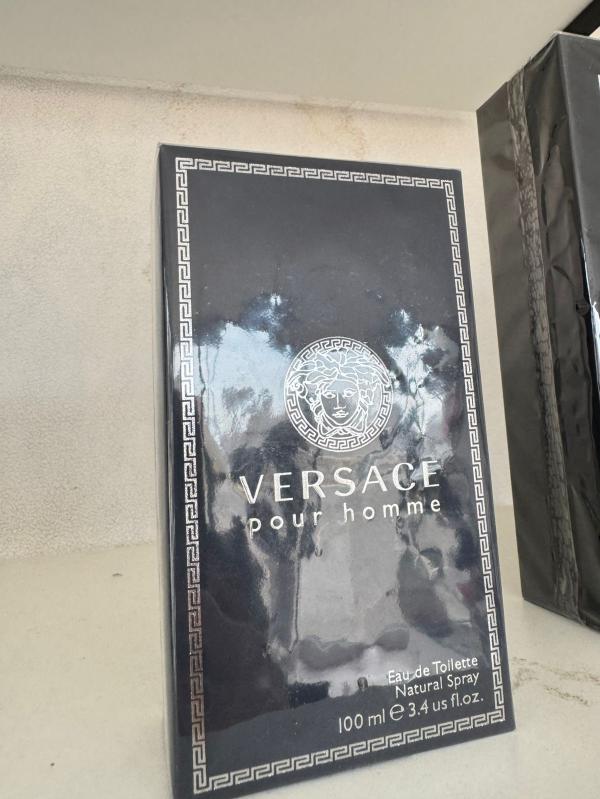 VERSACE
pour homme
Eau de Toilette
Natural Spray
100 ml ℮ 3.4 us fl.oz.